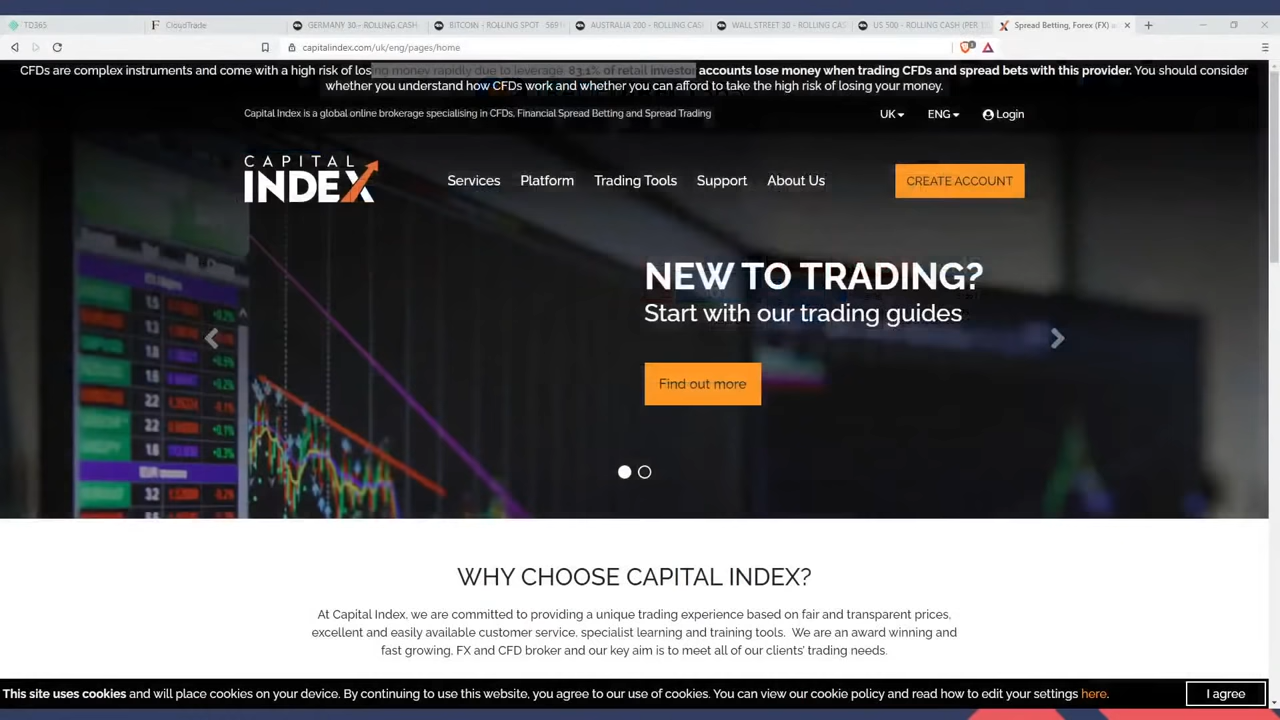 TD365
CloudTrade
GERMANY 30 - ROLLING CASH
BITCOIN - ROLLING SPOT - 5691
AUSTRALIA 200 - ROLLING CAS
WALL STREET 30 - ROLLING CAS
US 500 - ROLLING CASH (PER 1
Spread Betting, Forex (FX) a
capitalindex.com/uk/eng/pages/home
CFDs are complex instruments and come with a high risk of losing money rapidly due to leverage. 83.1% of retail investor accounts lose money when trading CFDs and spread bets with this provider. You should consider
whether you understand how CFDs work and whether you can afford to take the high risk of losing your money.
Capital Index is a global online brokerage specialising in CFDs, Financial Spread Betting and Spread Trading
UK
ENG
Login
CAPITAL
INDEX
Services
Platform
Trading Tools
Support
About Us
CREATE ACCOUNT
NEW TO TRADING?
Start with our trading guides
Find out more
WHY CHOOSE CAPITAL INDEX?
At Capital Index, we are committed to providing a unique trading experience based on fair and transparent prices,
excellent and easily available customer service, specialist learning and training tools. We are an award winning and
fast growing, FX and CFD broker and our key aim is to meet all of our clients' trading needs.
This site uses cookies and will place cookies on your device. By continuing to use this website, you agree to our use of cookies. You can view our cookie policy and read how to edit your settings here.
I agree